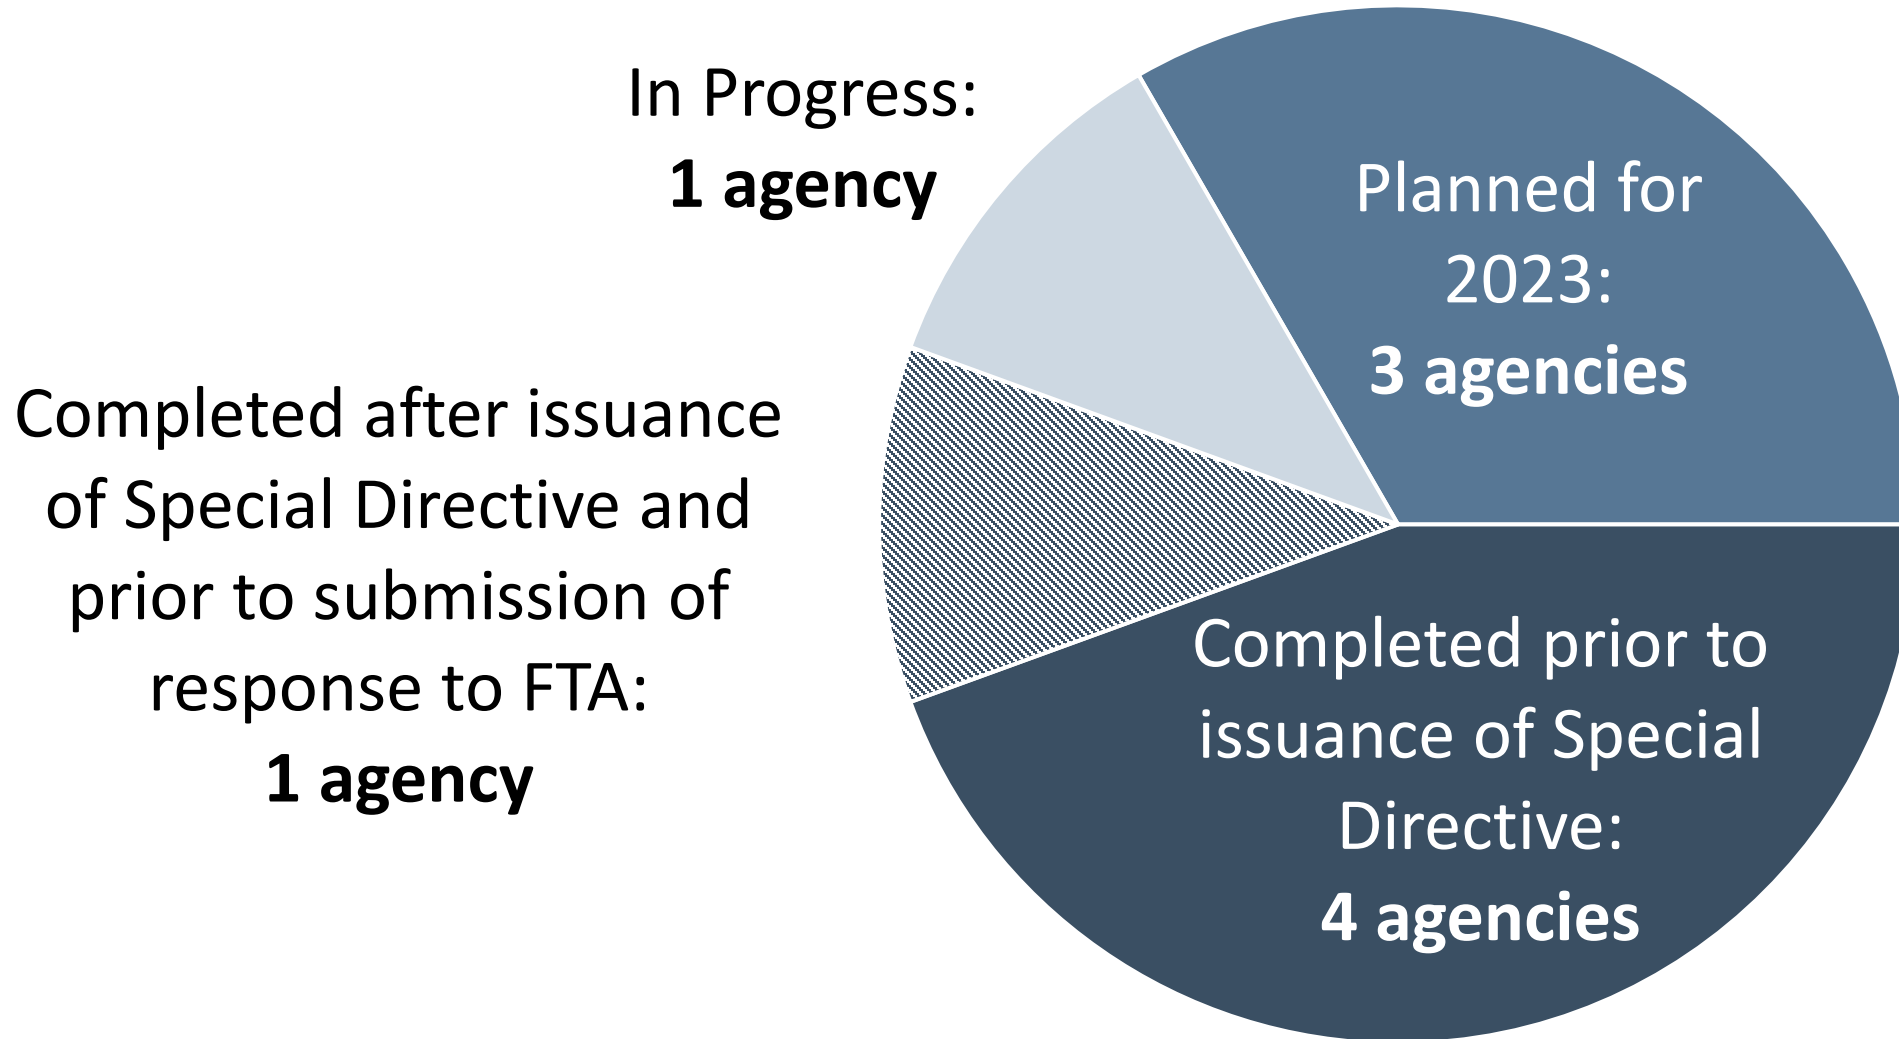 In Progress:
1 agency
Planned for
2023:
3 agencies
Completed after issuance
of Special Directive and
prior to submission of
response to FTA:
1 agency
Completed prior to
issuance of Special
Directive:
4 agencies